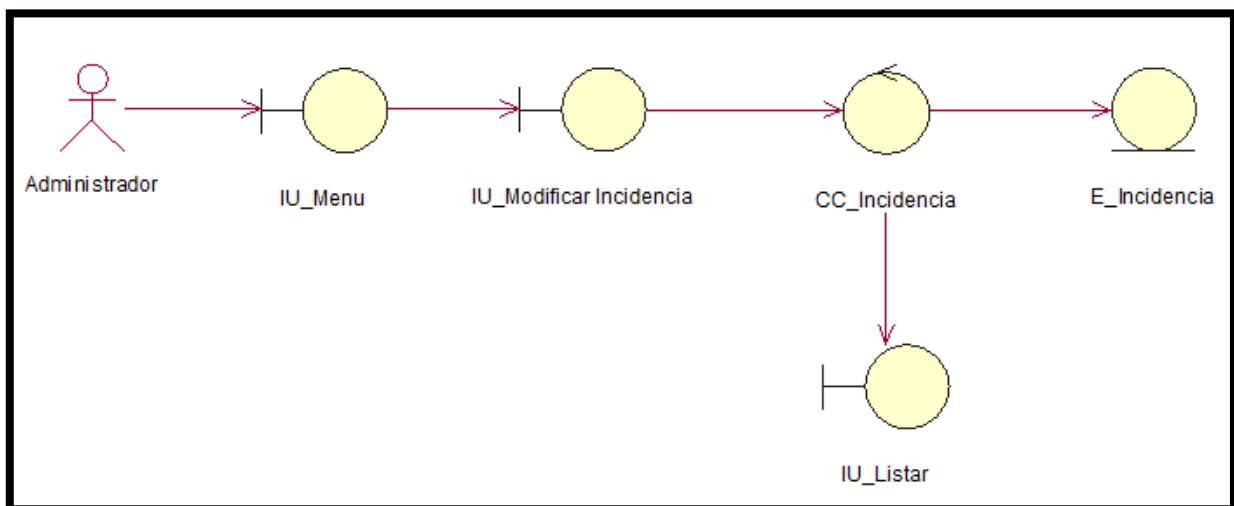 Administrador
IU_Menu
IU_Modificar Incidencia
CC_Incidencia
E_Incidencia
IU_Listar